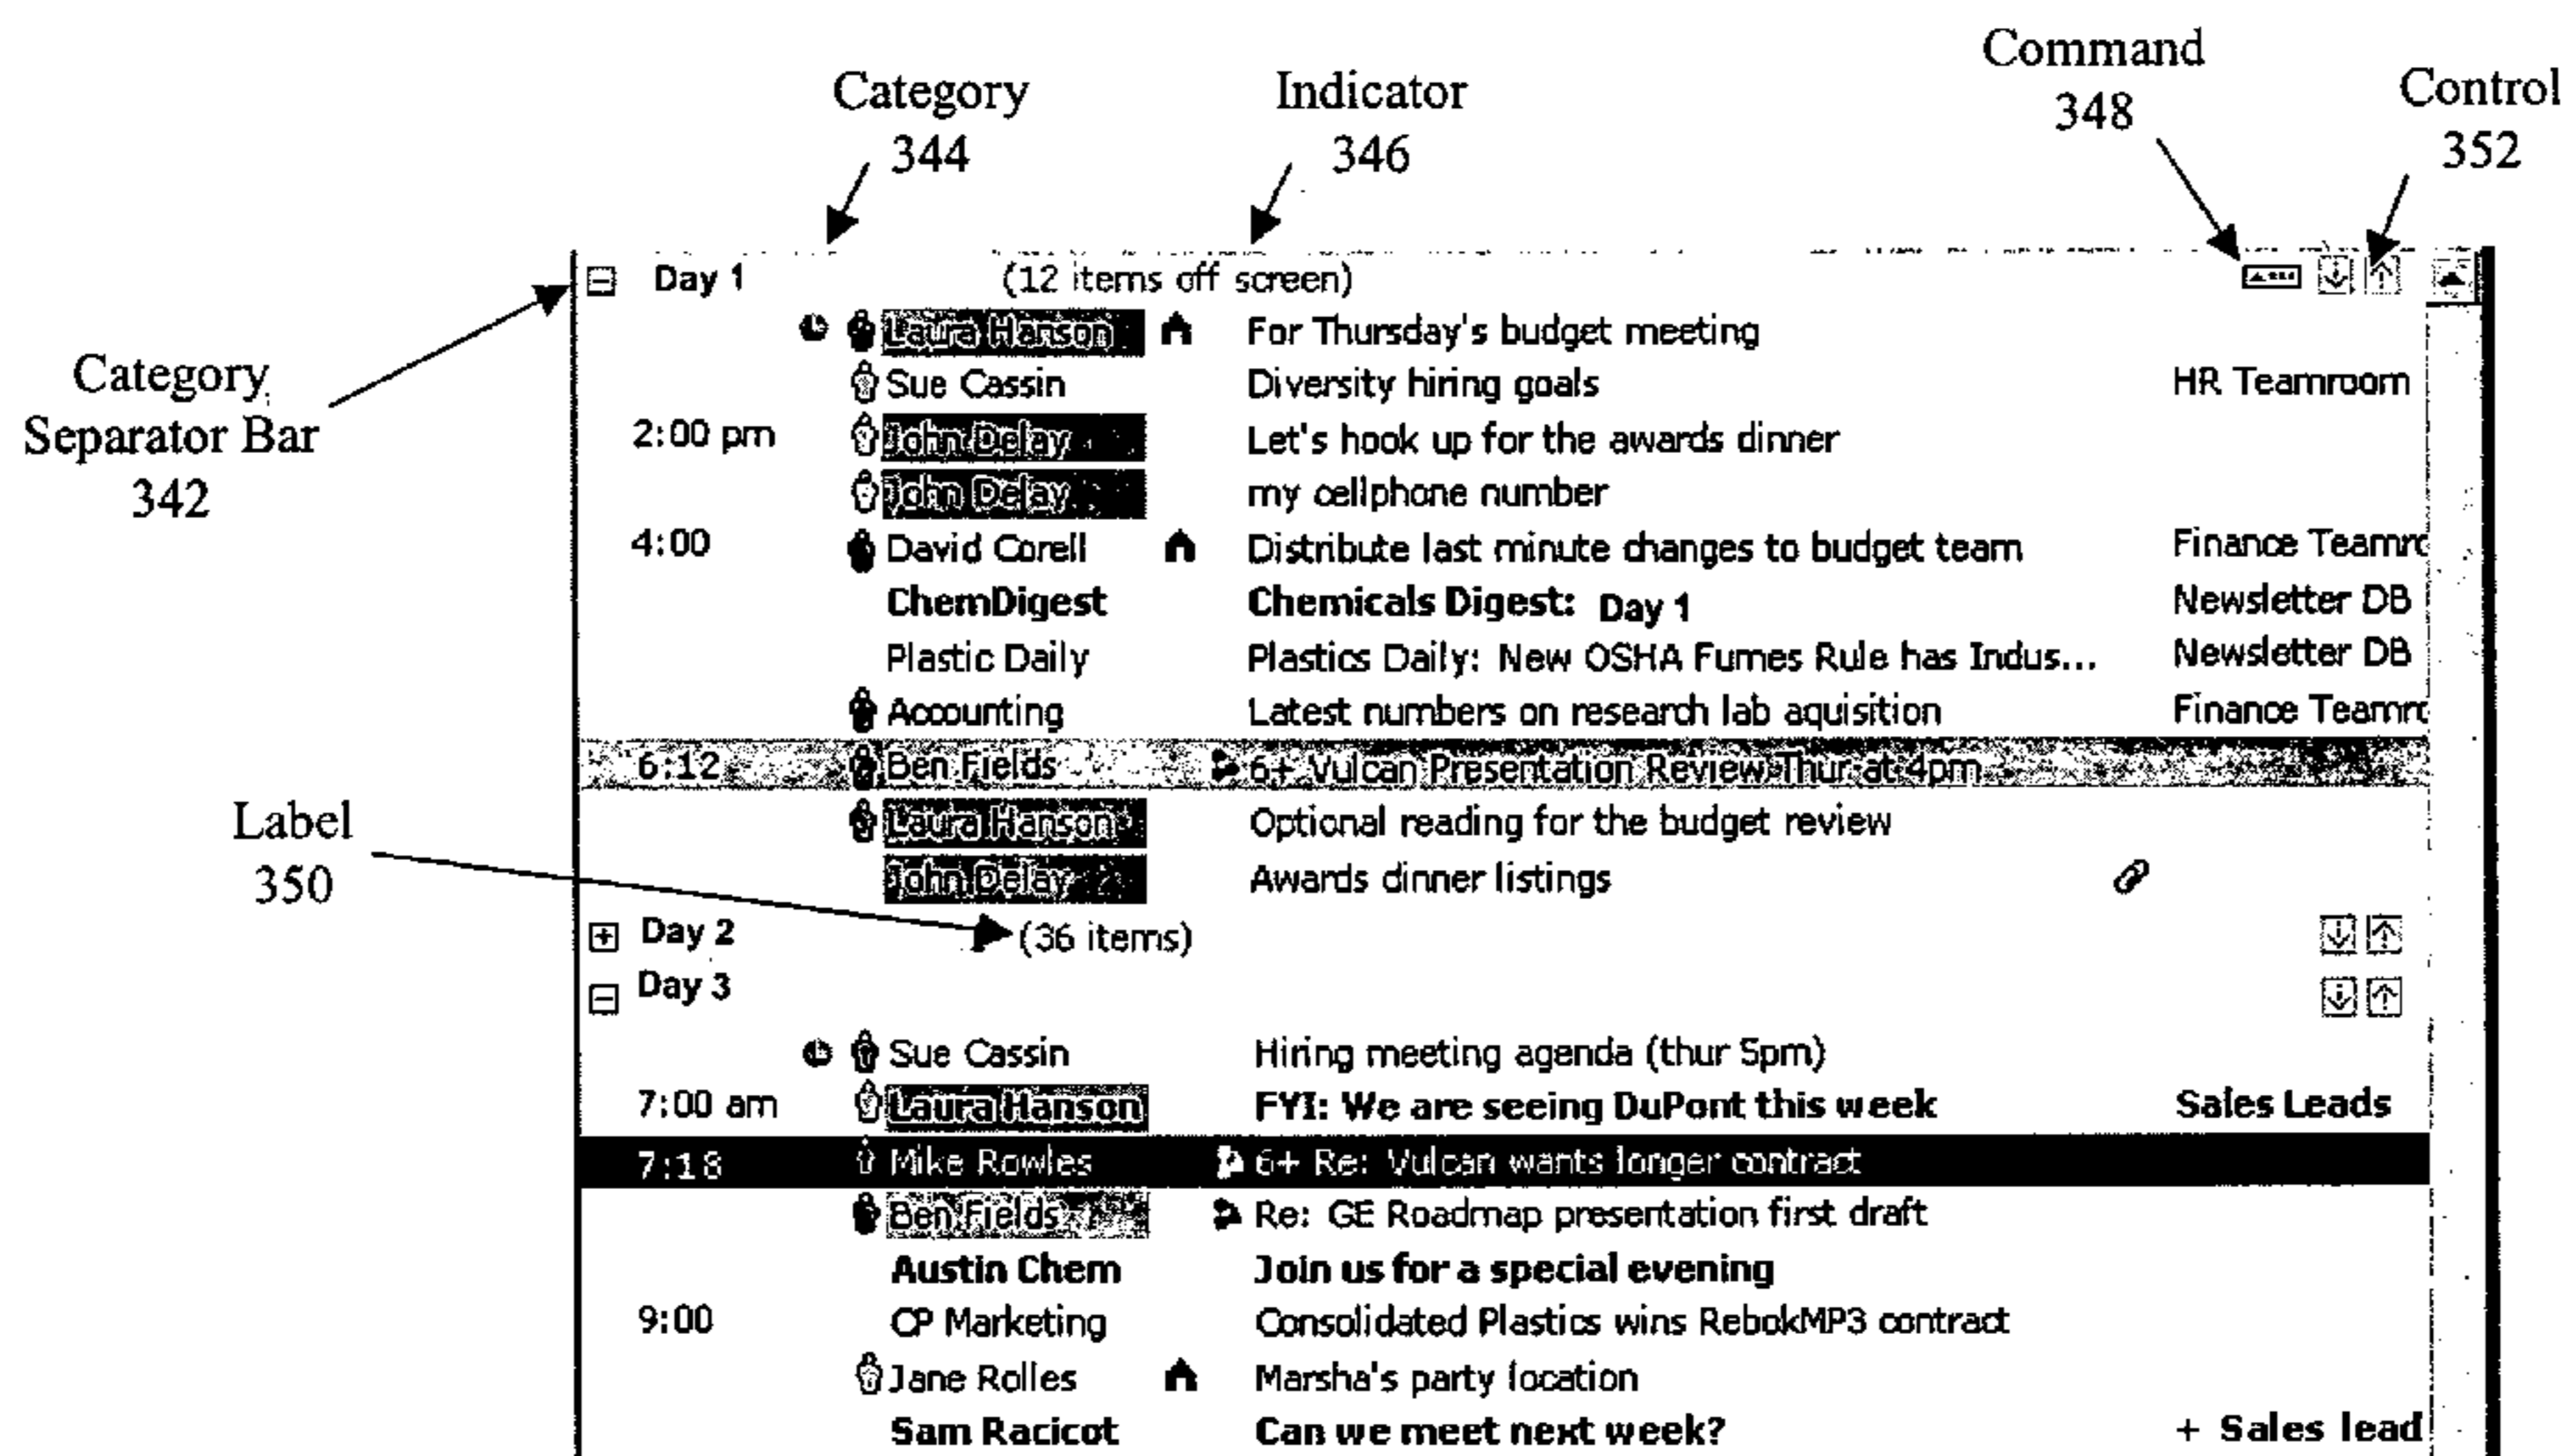 Category
344
Indicator
346
Command
348
Control
352
Category
Separator Bar
342
Label
350
Day 1 (12 items off screen)
Laura Hanson For Thursday's budget meeting
Sue Cassin Diversity hiring goals HR Teamroom
2:00 pm John Delay Let's hook up for the awards dinner
John Delay my cellphone number
4:00 David Corell Distribute last minute changes to budget team Finance Teamro
ChemDigest Chemicals Digest: Day 1 Newsletter DB
Plastic Daily Plastics Daily: New OSHA Fumes Rule has Indus... Newsletter DB
Accounting Latest numbers on research lab aquisition Finance Teamro
6:12 Ben Fields 6+ Vulcan Presentation Review Thur at 4pm
Laura Hanson Optional reading for the budget review
John Delay Awards dinner listings
Day 2 (36 items)
Day 3
Sue Cassin Hiring meeting agenda (thur 5pm)
7:00 am Laura Hanson FYI: We are seeing DuPont this week Sales Leads
7:18 Mike Rowles 6+ Re: Vulcan wants longer contract
Ben Fields Re: GE Roadmap presentation first draft
Austin Chem Join us for a special evening
9:00 CP Marketing Consolidated Plastics wins RebokMP3 contract
Jane Rolles Marsha's party location
Sam Racicot Can we meet next week? + Sales lead